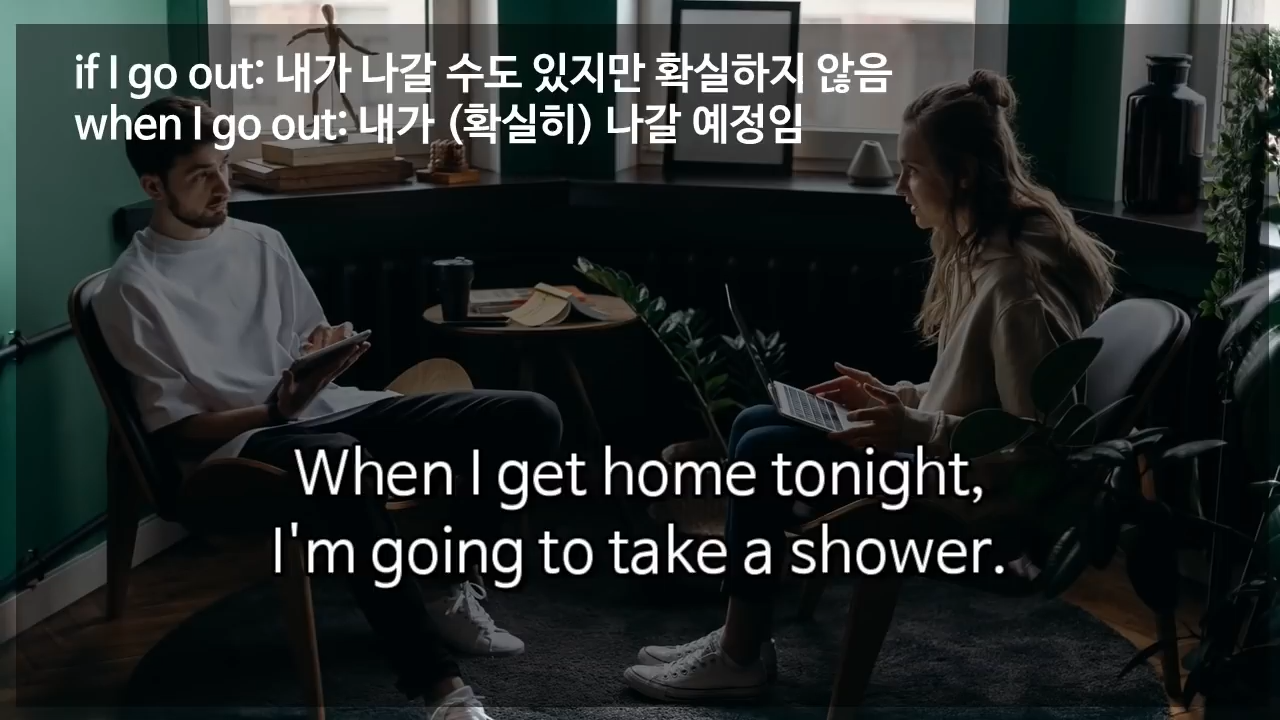 if I go out: 내가 나갈 수도 있지만 확실하지 않음
when I go out: 내가 (확실히) 나갈 예정임
When I get home tonight,
I'm going to take a shower.